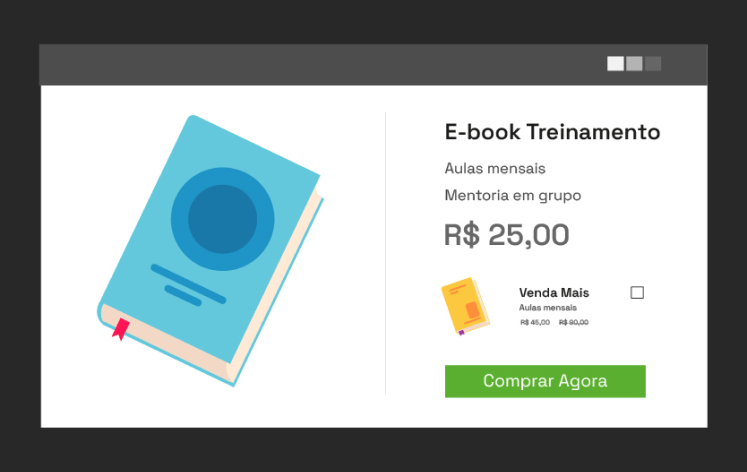 E-book Treinamento
Aulas mensais
Mentoria em grupo
R$ 25,00
Venda Mais
Aulas mensais
R$ 45,00 R$ 90,00
Comprar Agora